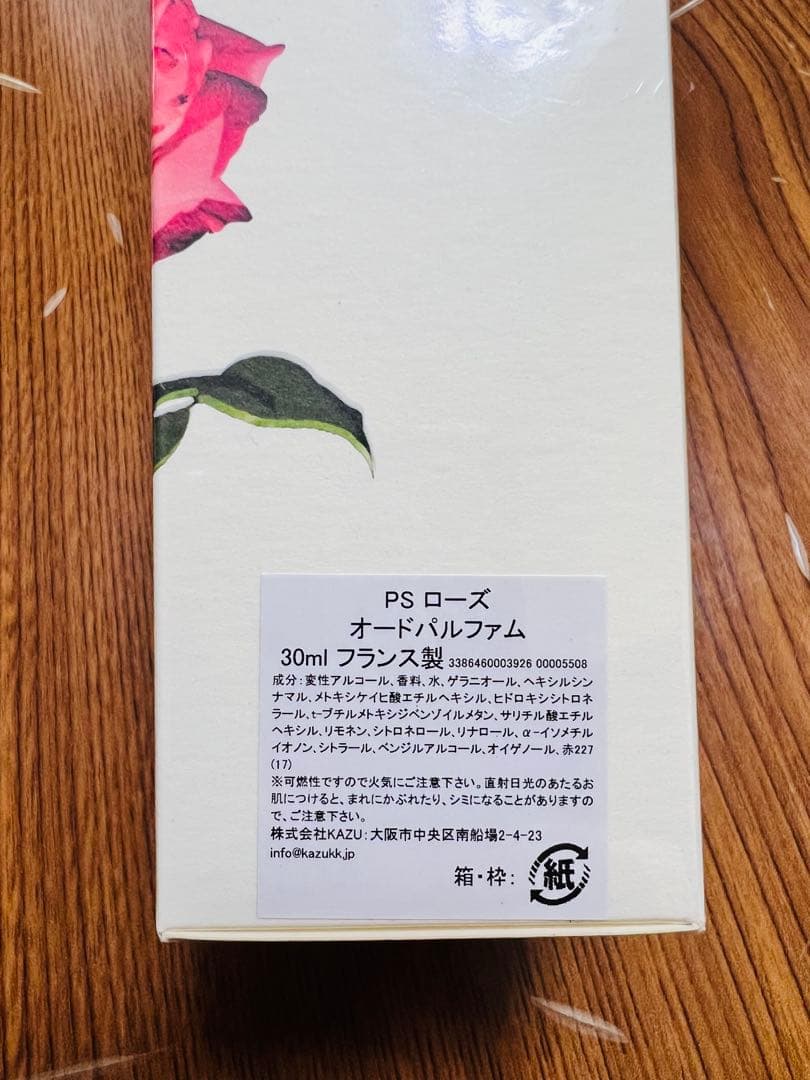 PS ローズ
オードパルファム
30ml フランス製 3386460003926 00005508
成分：変性アルコール、香料、水、ゲラニオール、ヘキシルシン
ナマル、メトキシケイヒ酸エチルヘキシル、ヒドロキシシトロネ
ラール、t-ブチルメトキシジベンゾイルメタン、サリチル酸エチル
ヘキシル、リモネン、シトロネロール、リナロール、α-イソメチル
イオノン、シトラール、ベンジルアルコール、オイゲノール、赤227
(17)
※可燃性ですので火気にご注意下さい。直射日光のあたるお
肌につけると、まれにかぶれたり、シミになることがありますの
で、ご注意下さい。
株式会社KAZU：大阪市中央区南船場2-4-23
info@kazukk.jp
箱・枠： 紙